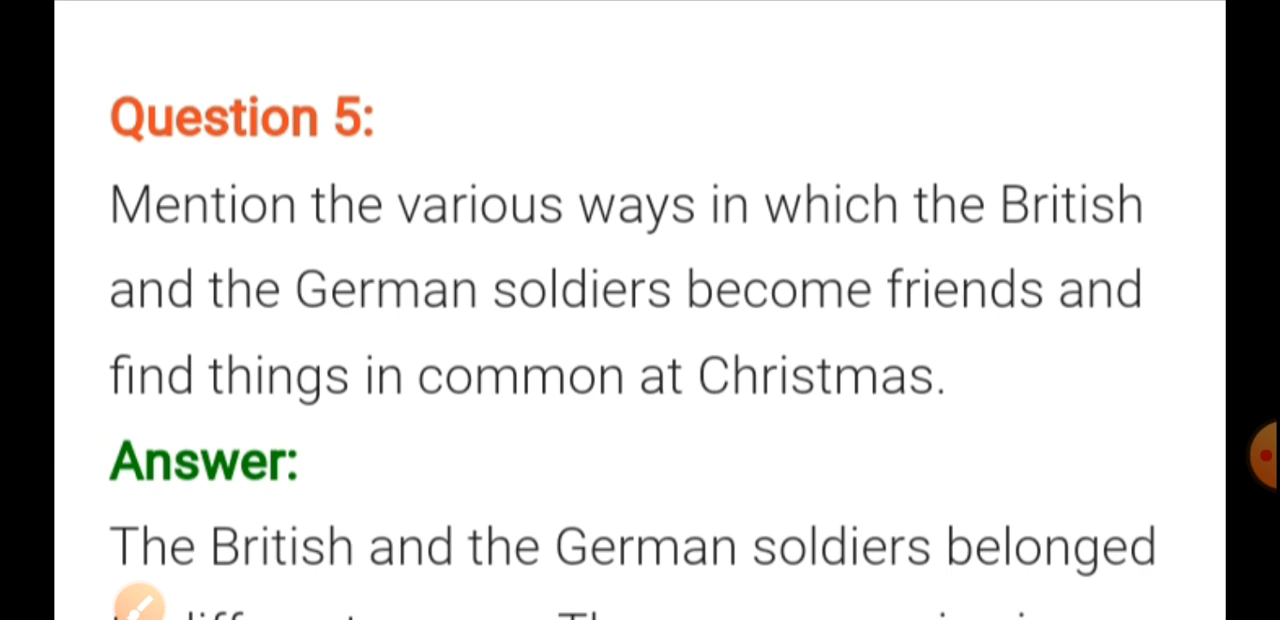 Question 5:
Mention the various ways in which the British
and the German soldiers become friends and
find things in common at Christmas.
Answer:
The British and the German soldiers belonged